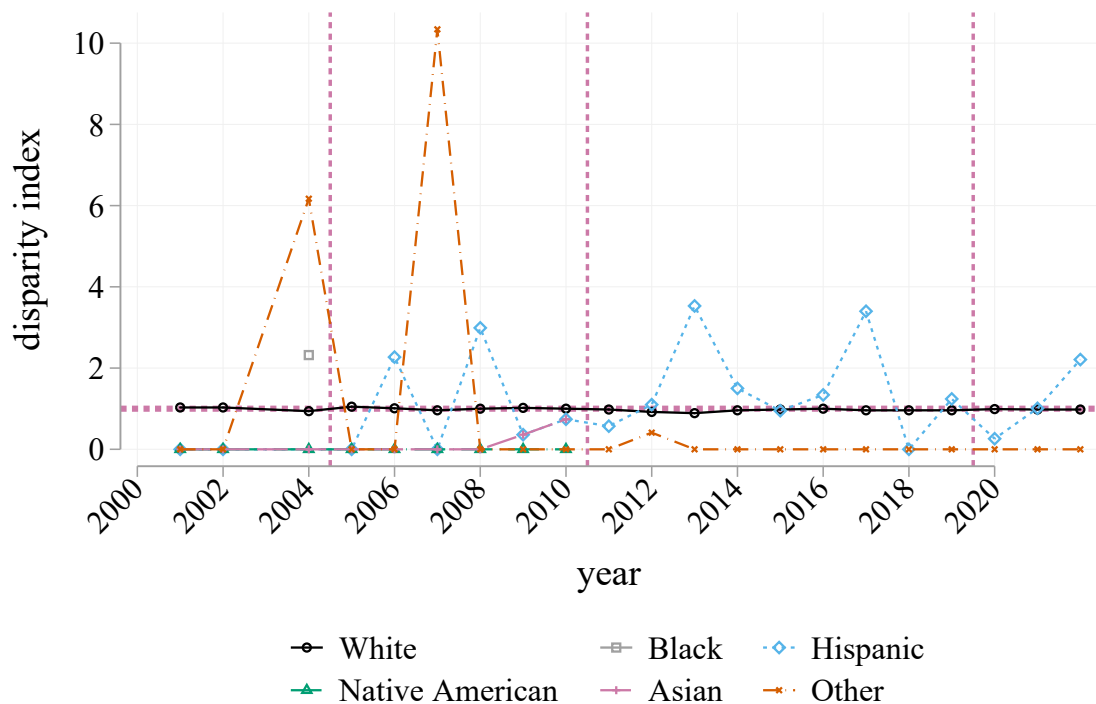 10
8
6
4
2
0
disparity index
2000 2002 2004 2006 2008 2010 2012 2014 2016 2018 2020
year
White Black Hispanic
Native American Asian Other